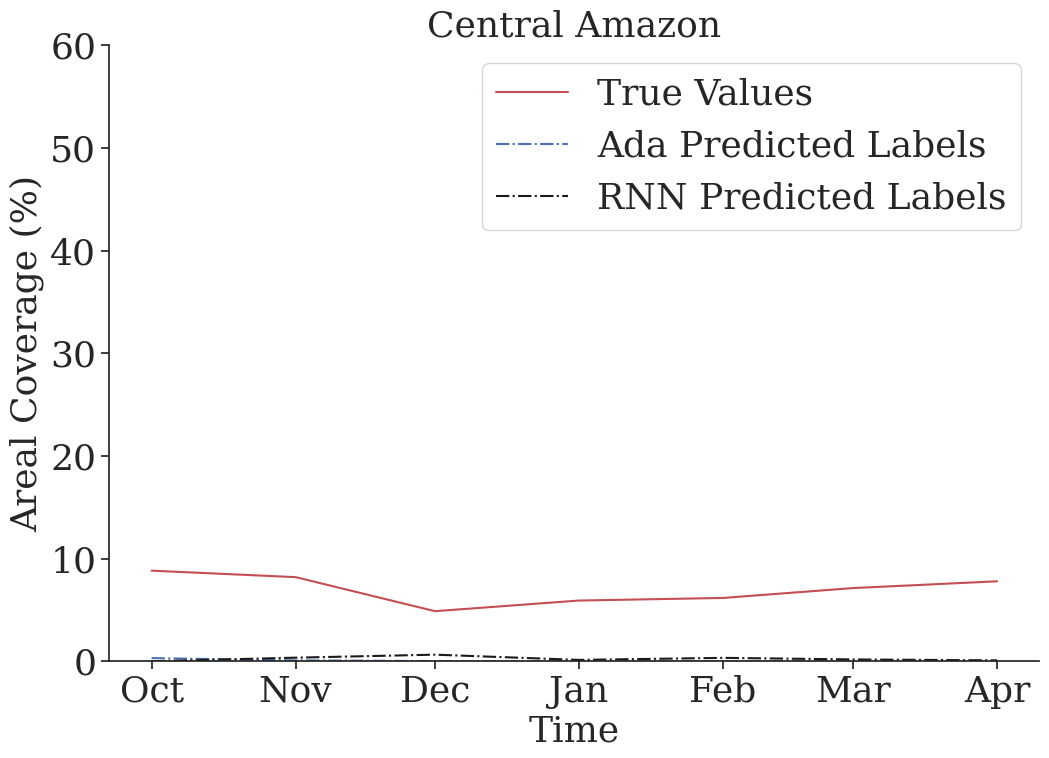 Central Amazon
60
50
40
30
20
10
0
Areal Coverage (%)
True Values
Ada Predicted Labels
RNN Predicted Labels
Oct Nov Dec Jan Feb Mar Apr
Time